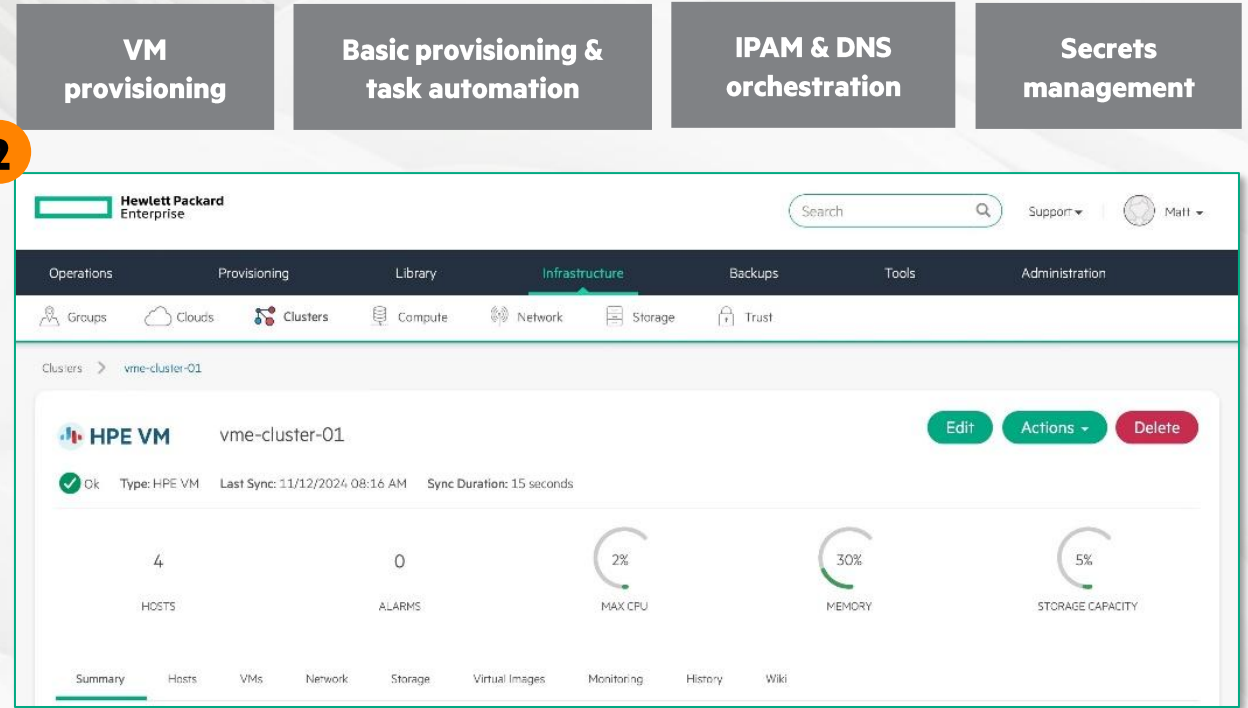 VM
provisioning
Basic provisioning &
task automation
IPAM & DNS
orchestration
Secrets
management
2
Hewlett Packard
Enterprise
Search
Support
Matt
Operations
Provisioning
Library
Infrastructure
Backups
Tools
Administration
Groups
Clouds
Clusters
Compute
Network
Storage
Trust
Clusters > vme-cluster-01
HPE VM
vme-cluster-01
Edit
Actions
Delete
Ok Type: HPE VM Last Sync: 11/12/2024 08:16 AM Sync Duration: 15 seconds
4
HOSTS
0
ALARMS
2%
MAX CPU
30%
MEMORY
5%
STORAGE CAPACITY
Summary
Hosts
VMs
Network
Storage
Virtual Images
Monitoring
History
Wiki